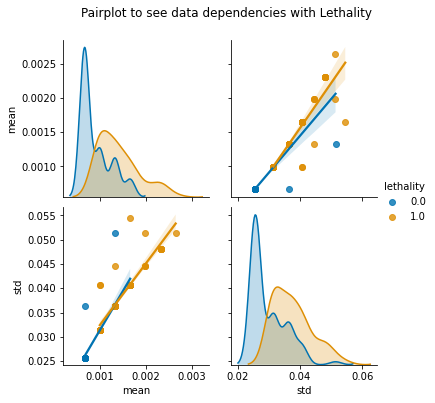 Pairplot to see data dependencies with Lethality
0.0025
0.0020
0.0015
0.0010
mean
lethality
0.0
1.0
0.055
0.050
0.045
0.040
0.035
0.030
0.025
std
0.001 0.002 0.003
mean
0.02 0.04 0.06
std